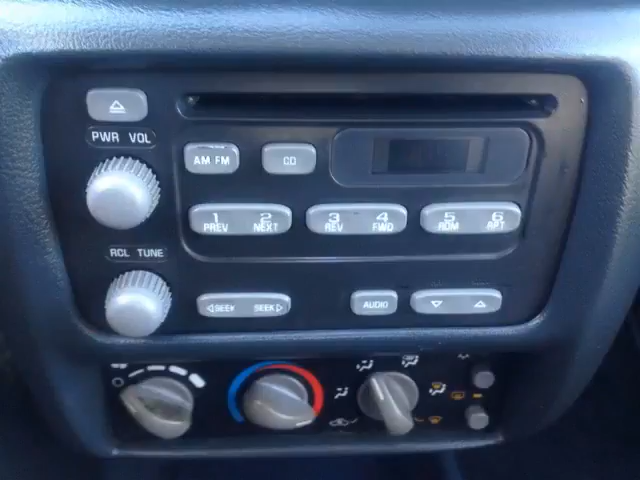 PWR VOL
AM FM CD
1 2 3 4 5 6
PREV NEXT REV FWD RDM RPT
RCL TUNE
SEEK SEEK AUDIO